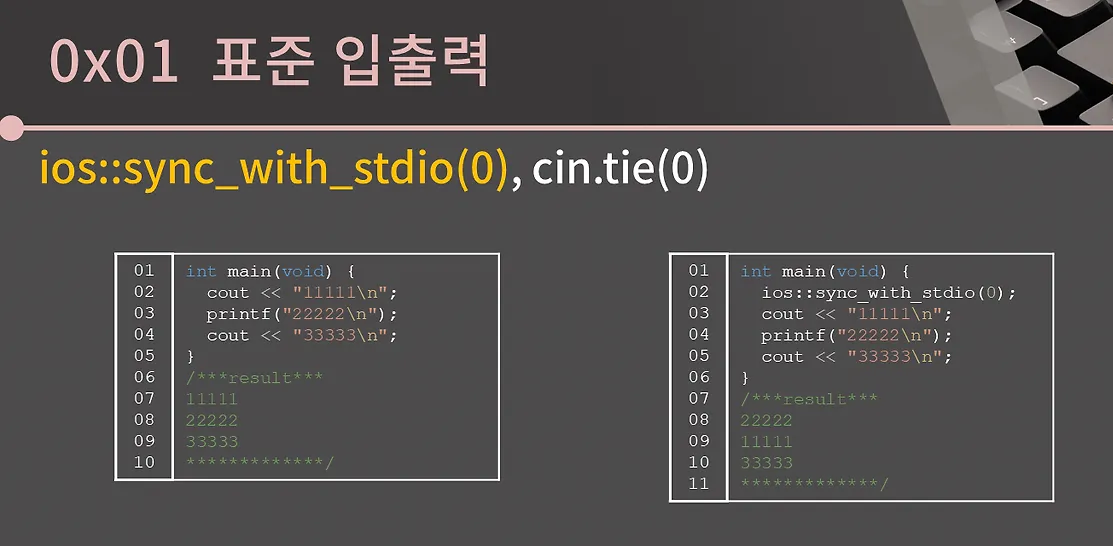 0x01 표준 입출력
ios::sync_with_stdio(0), cin.tie(0)
01 int main(void) {
02   cout << "11111\n";
03   printf("22222\n");
04   cout << "33333\n";
05 }
06 /***result***
07 11111
08 22222
09 33333
10 *************/
01 int main(void) {
02   ios::sync_with_stdio(0);
03   cout << "11111\n";
04   printf("22222\n");
05   cout << "33333\n";
06 }
07 /***result***
08 22222
09 11111
10 33333
11 *************/